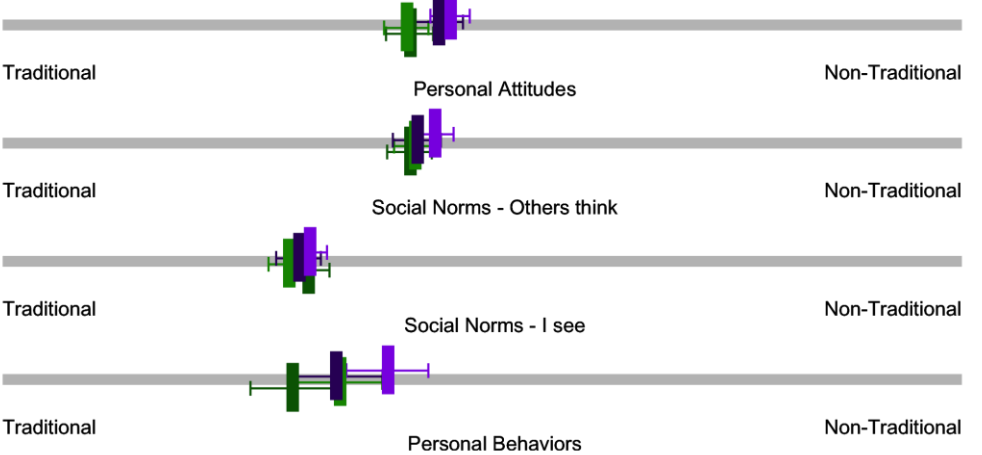 Traditional
Non-Traditional
Personal Attitudes
Traditional
Non-Traditional
Social Norms - Others think
Traditional
Non-Traditional
Social Norms - I see
Traditional
Non-Traditional
Personal Behaviors